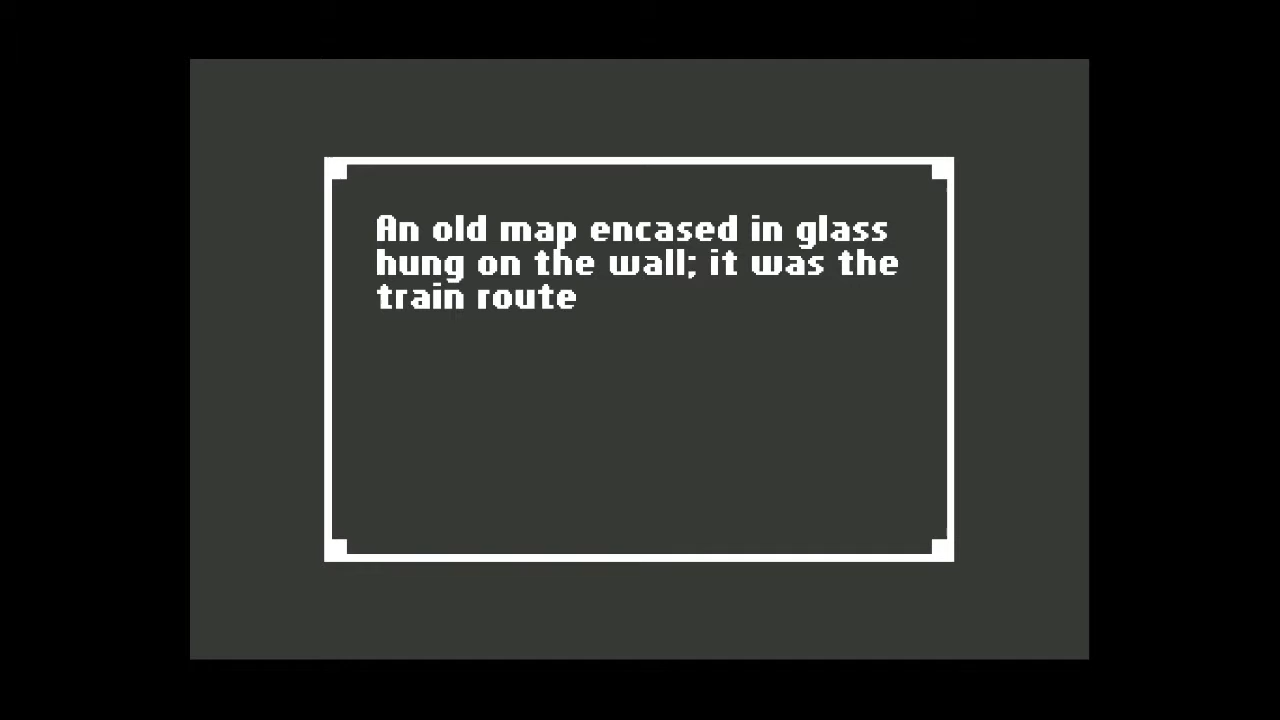 An old map encased in glass
hung on the wall; it was the
train route